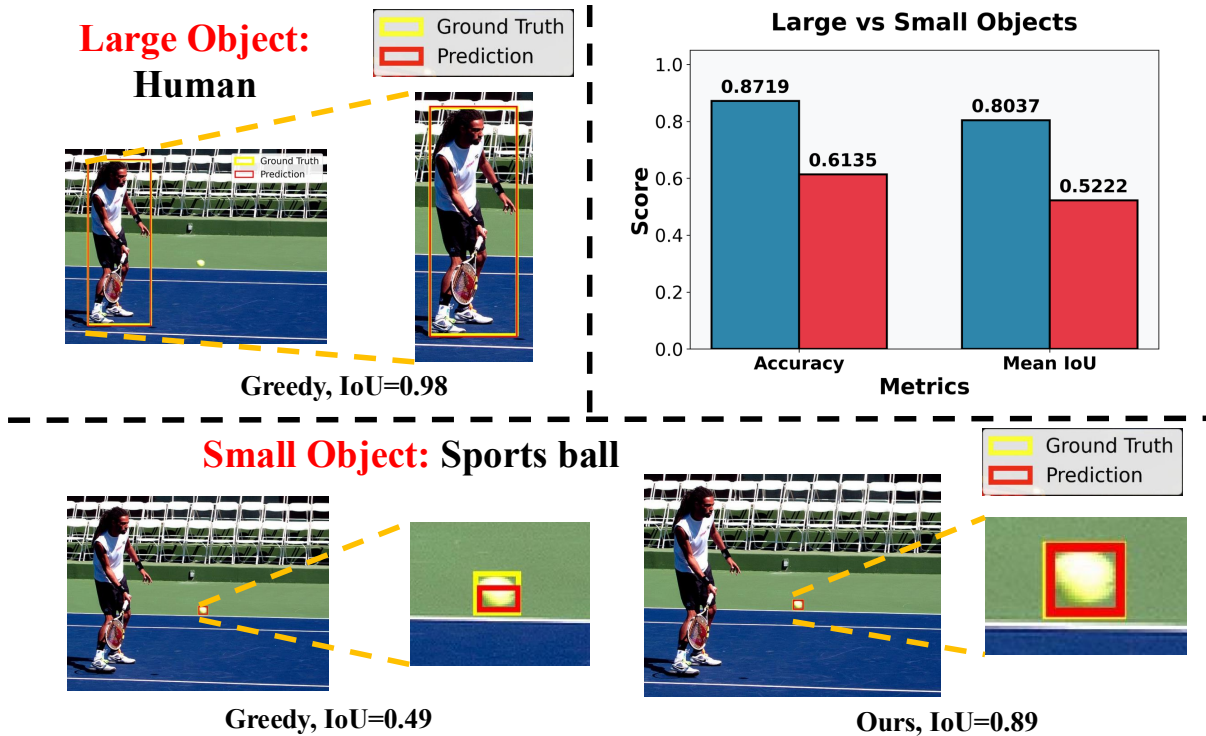 Large Object:
Human
Ground Truth
Prediction
Ground Truth
Prediction
Greedy, IoU=0.98
Large vs Small Objects
1.0
0.8
0.6
0.4
0.2
0.0
Score
0.8719
0.6135
0.8037
0.5222
Accuracy
Mean IoU
Metrics
Small Object: Sports ball
Ground Truth
Prediction
Greedy, IoU=0.49
Ours, IoU=0.89